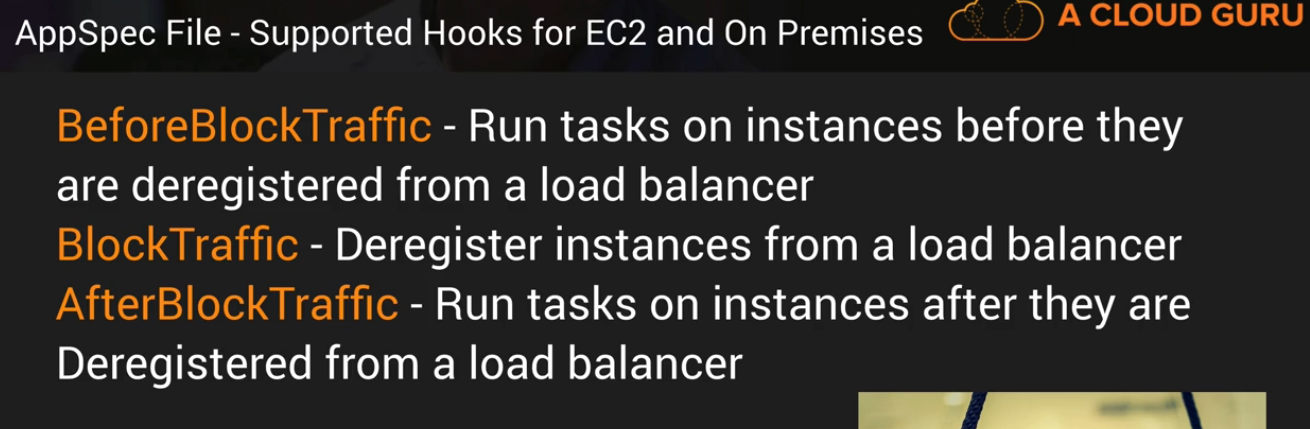 AppSpec File - Supported Hooks for EC2 and On Premises
A CLOUD GURU
BeforeBlockTraffic - Run tasks on instances before they
are deregistered from a load balancer
BlockTraffic - Deregister instances from a load balancer
AfterBlockTraffic - Run tasks on instances after they are
Deregistered from a load balancer